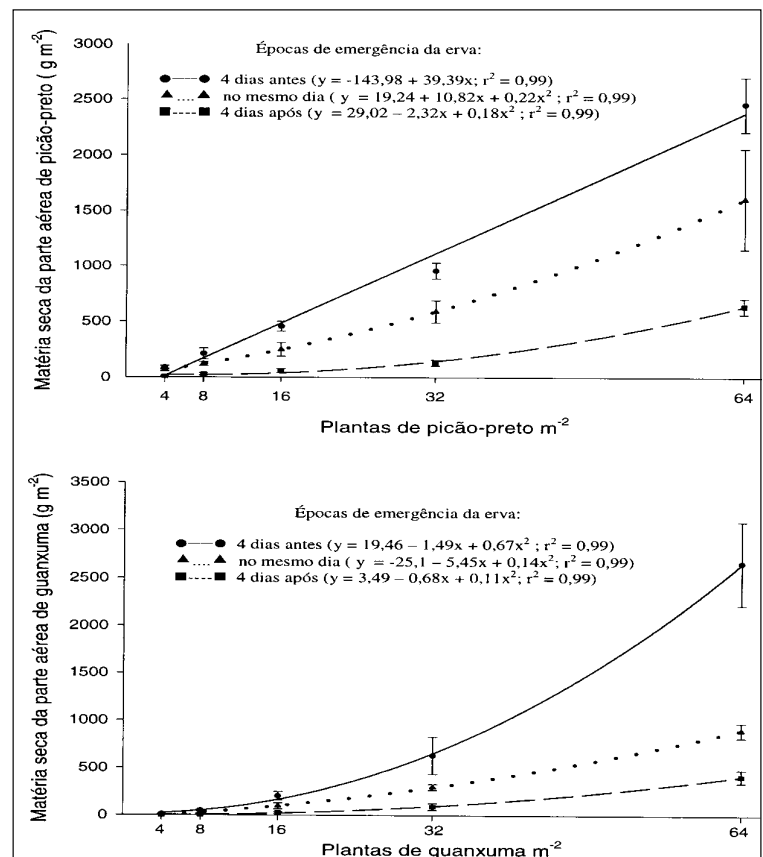 Matéria seca da parte aérea de picão-preto ( g m-2)
3000
2500
2000
1500
1000
500
0
Épocas de emergência da erva:
4 dias antes (y = -143,98 + 39,39x; r2 = 0,99)
no mesmo dia ( y = 19,24 + 10,82x + 0,22x2 ; r2 = 0,99)
4 dias após (y = 29,02 – 2,32x + 0,18x2 ; r2 = 0,99)
4 8 16 32 64
Plantas de picão-preto m-2
Matéria seca da parte aérea de guanxuma (g m-2)
3500
3000
2500
2000
1500
1000
500
0
Épocas de emergência da erva:
4 dias antes (y = 19,46 – 1,49x + 0,67x2 ; r2 = 0,99)
no mesmo dia ( y = -25,1 – 5,45x + 0,14x2; r2 = 0,99)
4 dias após (y = 3,49 – 0,68x + 0,11x2; r2 = 0,99)
4 8 16 32 64
Plantas de guanxuma m-2